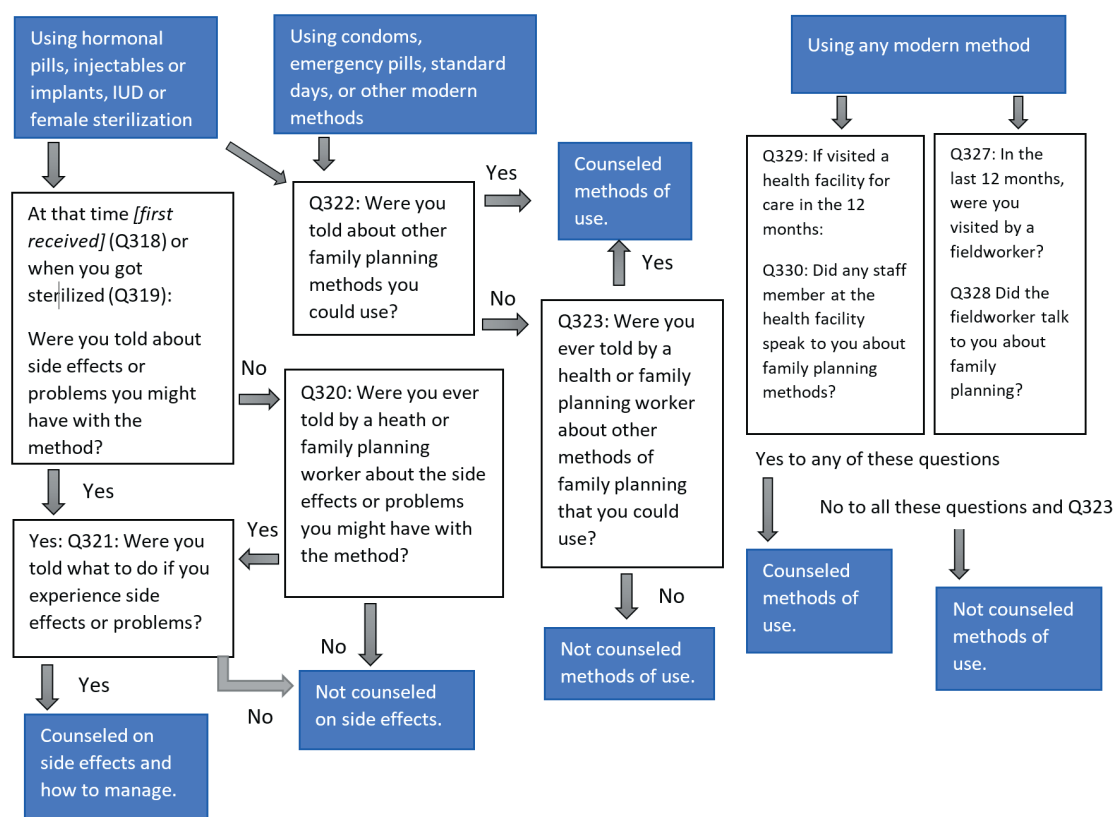 Using hormonal
pills, injectables or
implants, IUD or
female sterilization
Using condoms,
emergency pills, standard
days, or other modern
methods
Using any modern method
At that time [first
received] (Q318) or
when you got
sterilized (Q319):
Were you told about
side effects or
problems you might
have with the
method?
Q322: Were you
told about other
family planning
methods you
could use?
Yes
Counseled
methods of
use.
Yes
No
Q323: Were you
ever told by a
health or family
planning worker
about other
methods of
family planning
that you could
use?
No
Not counseled
methods of use.
No
Q320: Were you ever
told by a heath or
family planning
worker about the side
effects or problems
you might have with
the method?
Yes
Yes
Yes: Q321: Were you
told what to do if you
experience side
effects or problems?
No
Not counseled
on side effects.
No
Yes
Counseled on
side effects and
how to manage.
Q329: If visited a
health facility for
care in the 12
months:
Q330: Did any staff
member at the
health facility
speak to you about
family planning
methods?
Q327: In the
last 12 months,
were you
visited by a
fieldworker?
Q328 Did the
fieldworker talk
to you about
family
planning?
Yes to any of these questions
No to all these questions and Q323
Counseled
methods of
use.
Not counseled
methods of
use.